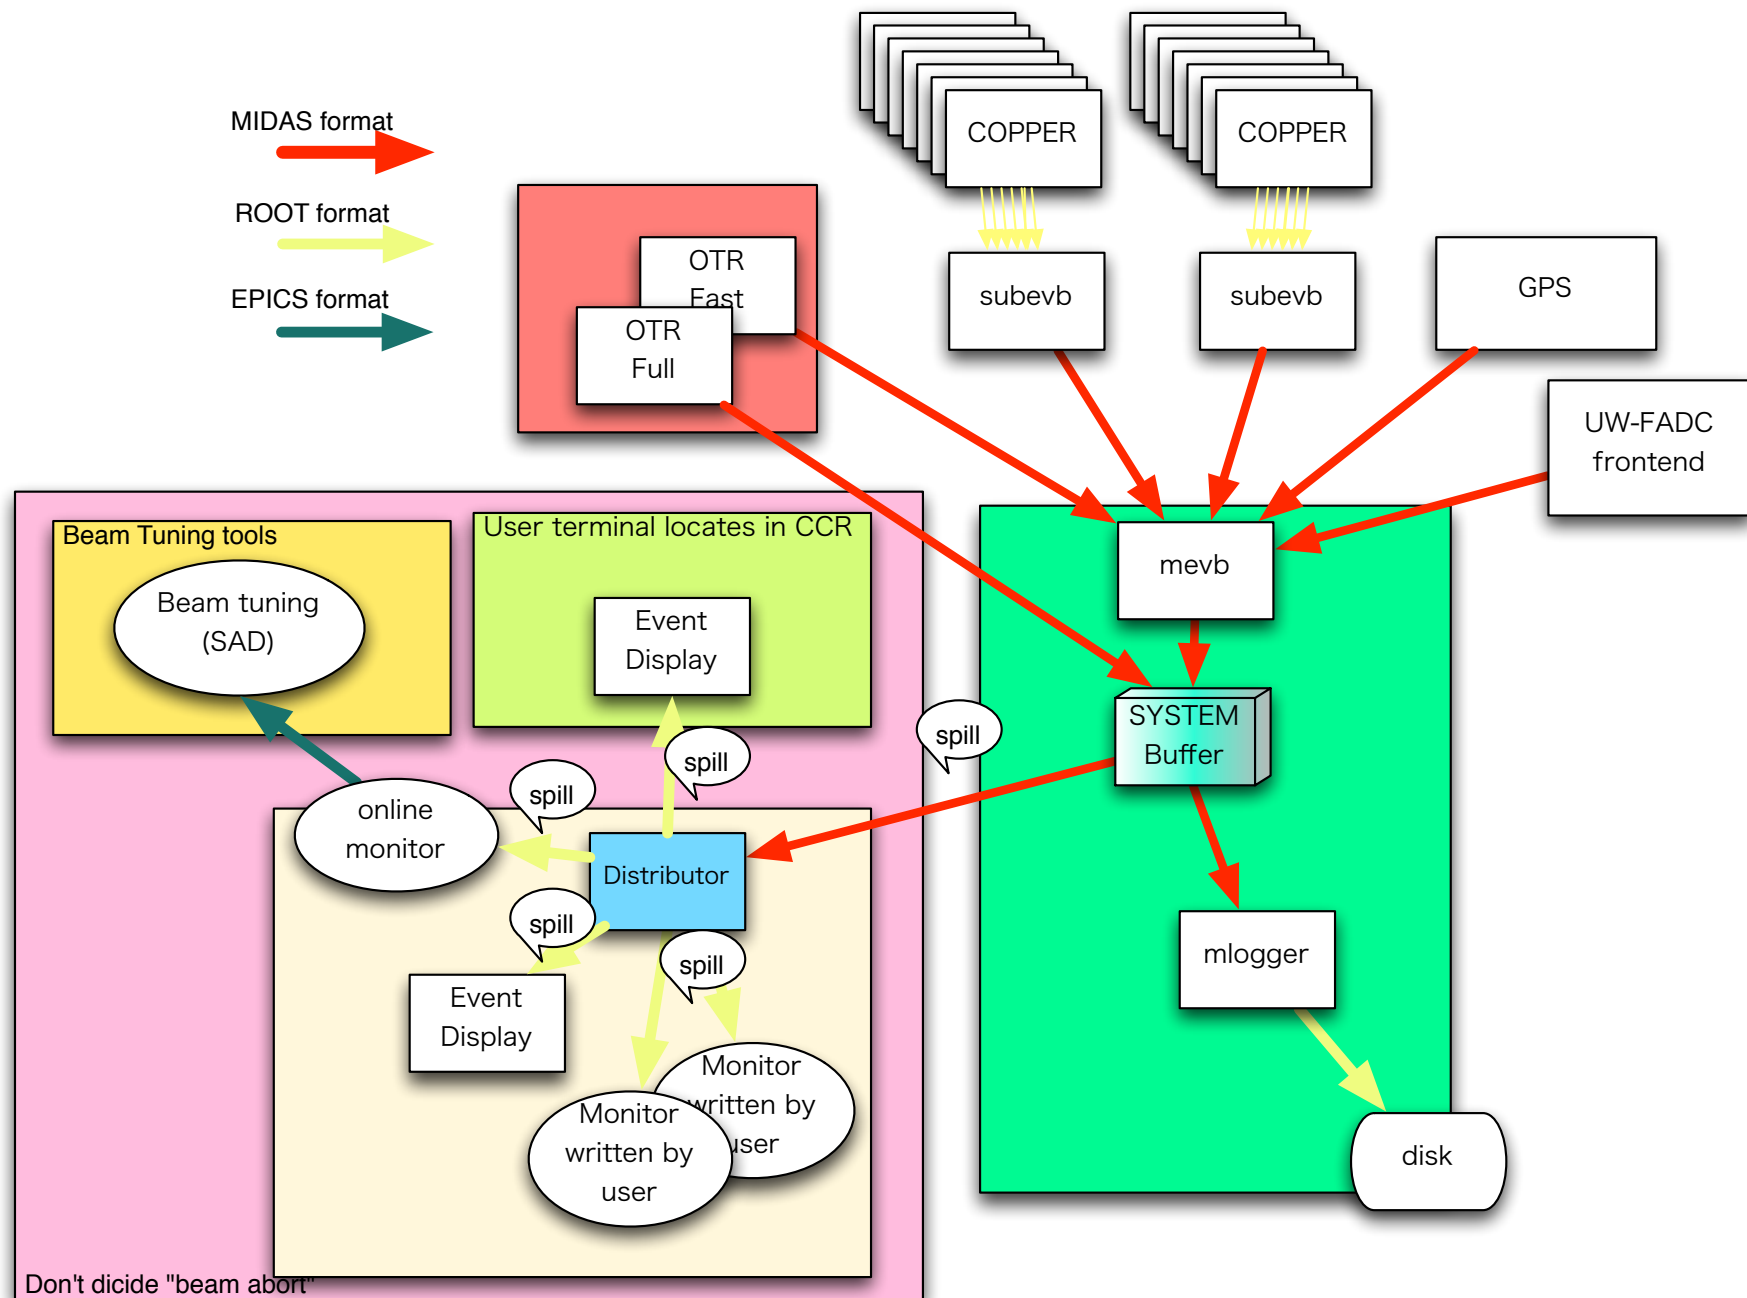 MIDAS format
ROOT format
EPICS format
COPPER
COPPER
OTR
Fast
OTR
Full
subevb
subevb
GPS
UW-FADC
frontend
mevb
Beam Tuning tools
Beam tuning
(SAD)
User terminal locates in CCR
Event
Display
SYSTEM
Buffer
spill
spill
spill
online
monitor
Distributor
spill
spill
Event
Display
mlogger
Monitor
written by
user
Monitor
written by
user
disk
Don't dicide "beam abort"